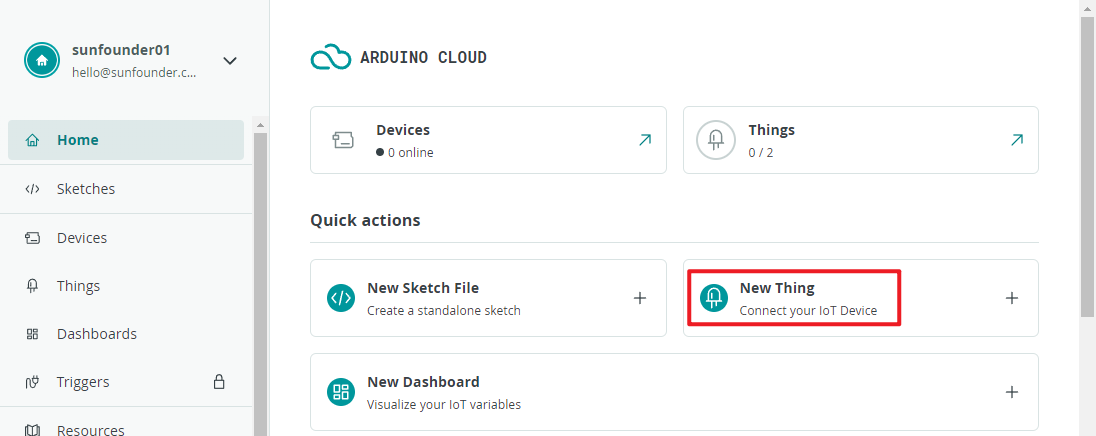 sunfounder01
hello@sunfounder.c...
Home
Sketches
Devices
Things
Dashboards
Triggers
Resources
ARDUINO CLOUD
Devices
0 online
Things
0 / 2
Quick actions
New Sketch File
Create a standalone sketch
New Thing
Connect your IoT Device
New Dashboard
Visualize your IoT variables